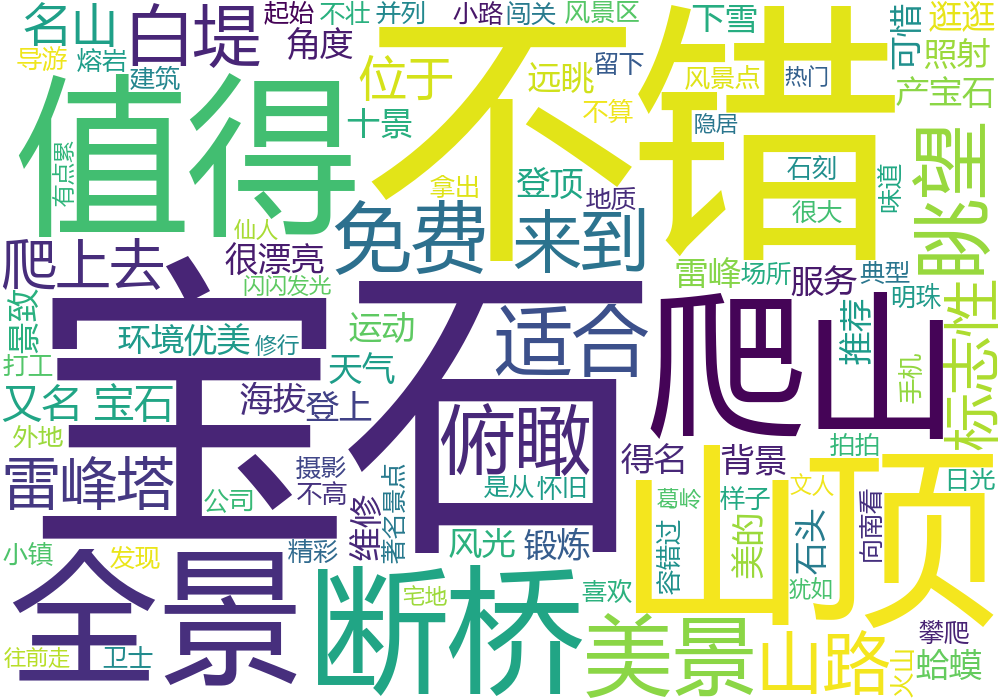 名山
白堤
起始
不壮
并列
小路
闯关
风景区
下雪
可惜
逛逛
导游
熔岩
角度
不错
照射
建筑
位于
远眺
留下
风景点
热门
产宝石
值得
十景
不算
隐居
眺望
有点累
拿出
登顶
地质
石刻
味道
很大
仙人
免费
来到
爬上去
很漂亮
闪闪发光
雷峰
场所
服务
典型
明珠
景致
宝石
环境优美
修行
运动
适合
爬山
推荐
标志性
打工
天气
手机
又名
宝石
海拔
登上
俯瞰
外地
得名
背景
拍拍
雷峰塔
摄影
不高
著名景点
是从
怀旧
山顶
日光
公司
维修
葛岭
样子
文人
向南看
小镇
发现
精彩
风光
锻炼
容错过
美的
石头
全景
断桥
宅地
喜欢
犹如
往前走
卫士
美景
山路
火山
攀爬
蛤蟆